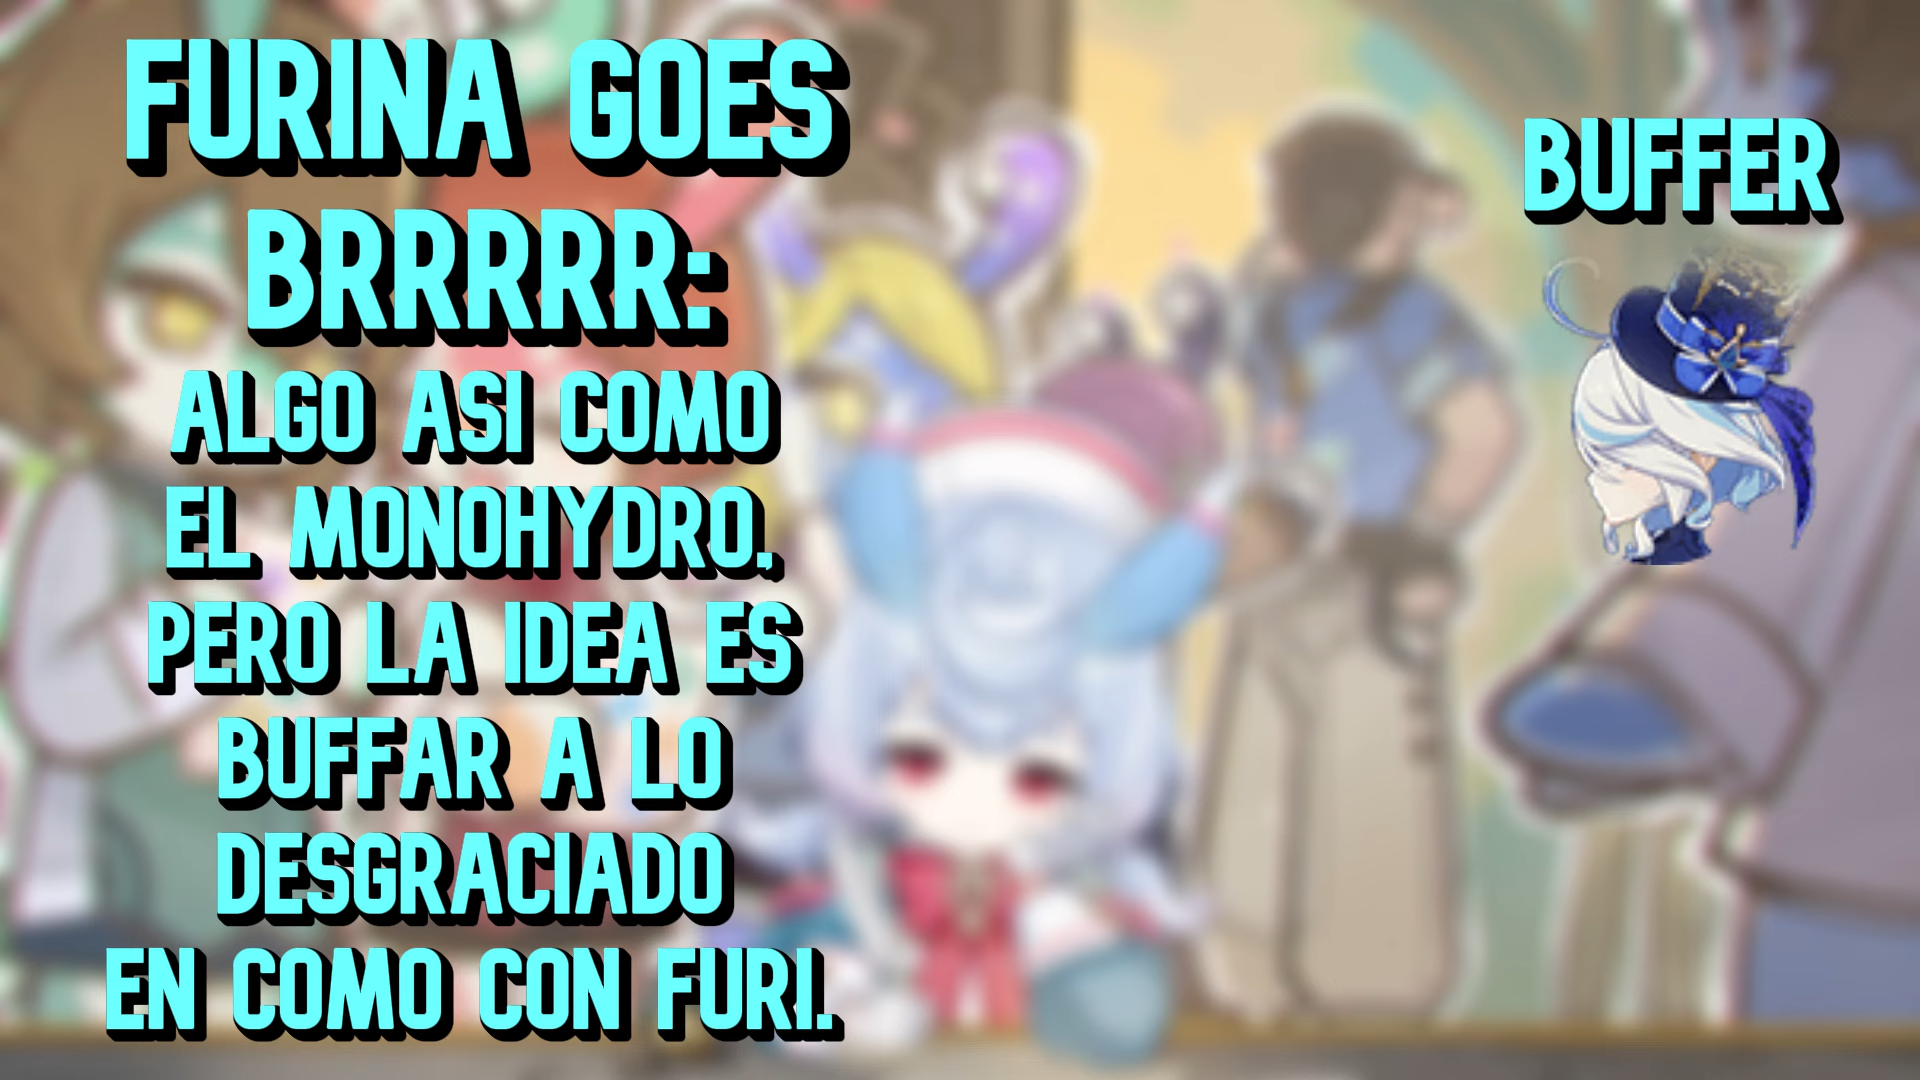 FURINA GOES
BRRRRR:
ALGO ASI COMO
EL MONOHYDRO,
PERO LA IDEA ES
BUFFAR A LO
DESGRACIADO
EN COMO CON FURI.
BUFFER